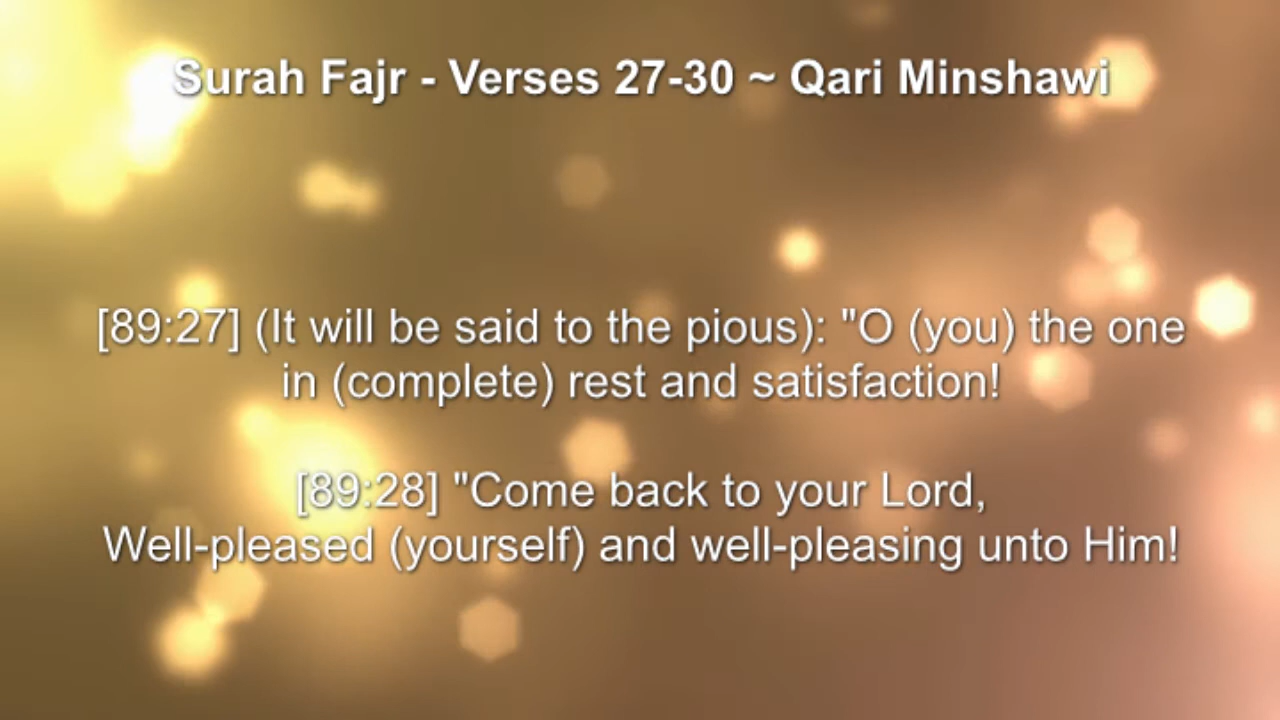 Surah Fajr - Verses 27-30 ~ Qari Minshawi
[89:27] (It will be said to the pious): "O (you) the one
in (complete) rest and satisfaction!
[89:28] "Come back to your Lord,
Well-pleased (yourself) and well-pleasing unto Him!